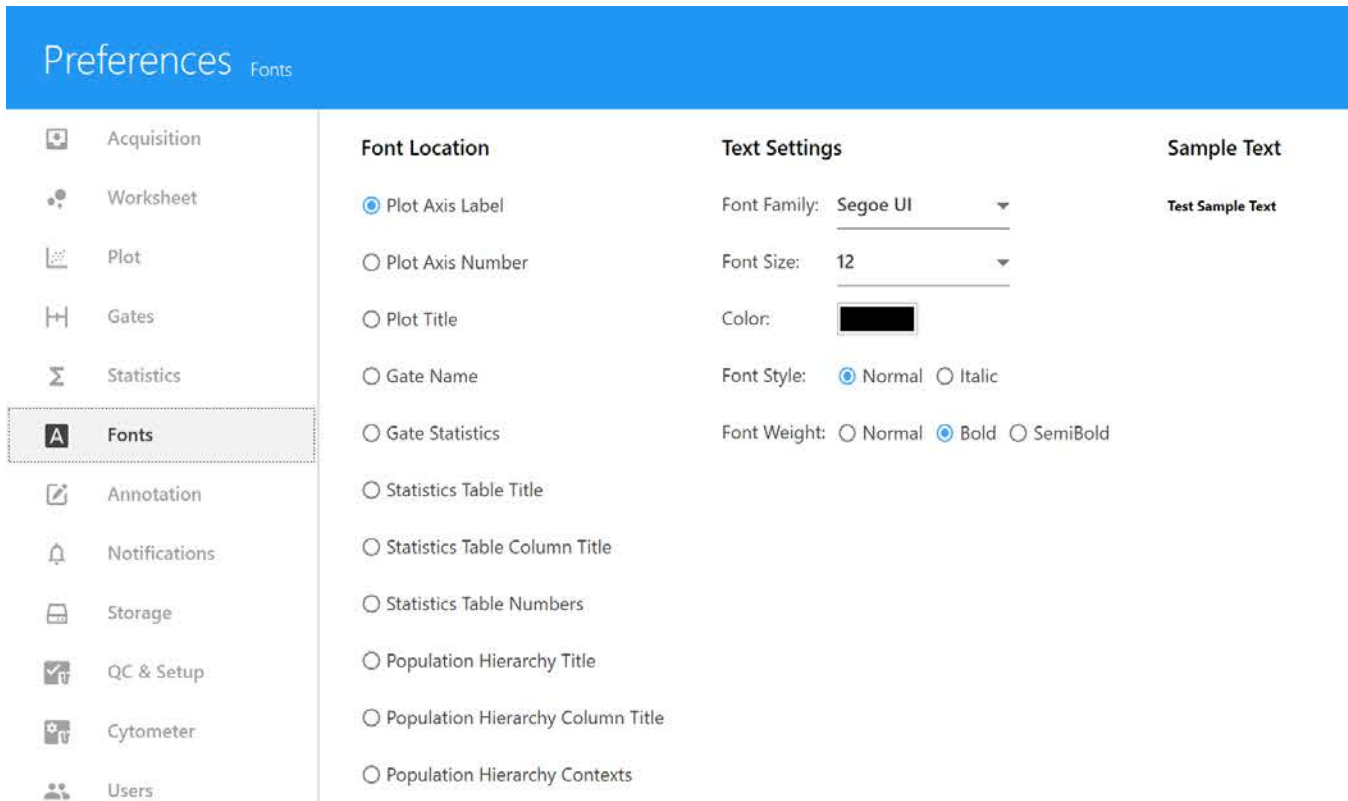 Preferences Fonts
Acquisition
Worksheet
Plot
Gates
Statistics
Fonts
Annotation
Notifications
Storage
QC & Setup
Cytometer
Users
Font Location
Plot Axis Label
Plot Axis Number
Plot Title
Gate Name
Gate Statistics
Statistics Table Title
Statistics Table Column Title
Statistics Table Numbers
Population Hierarchy Title
Population Hierarchy Column Title
Population Hierarchy Contexts
Text Settings
Font Family: Segoe UI
Font Size: 12
Color:
Font Style: Normal Italic
Font Weight: Normal Bold SemiBold
Sample Text
Test Sample Text